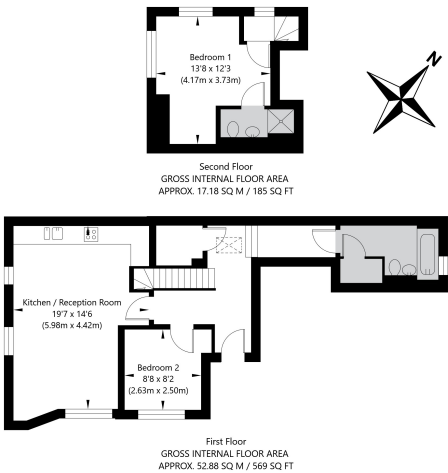 N
Bedroom 1
13'8 x 12'3
(4.17m x 3.73m)
Second Floor
GROSS INTERNAL FLOOR AREA
APPROX. 17.18 SQ M / 185 SQ FT
Kitchen / Reception Room
19'7 x 14'6
(5.98m x 4.42m)
Bedroom 2
8'8 x 8'2
(2.63m x 2.50m)
First Floor
GROSS INTERNAL FLOOR AREA
APPROX. 52.88 SQ M / 569 SQ FT